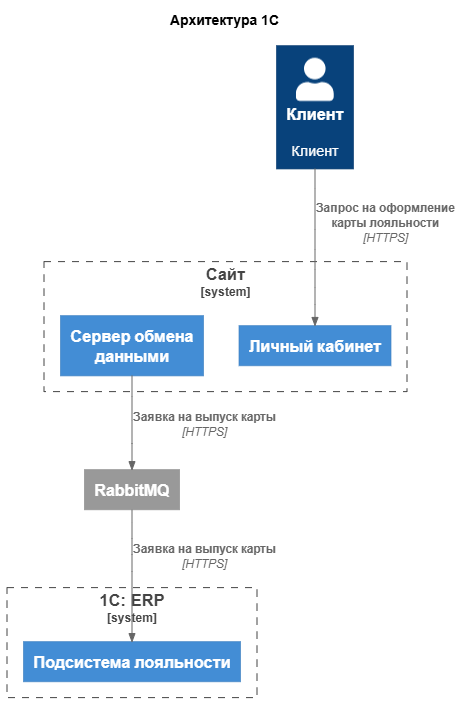 Архитектура 1С
Клиент
Клиент
Запрос на оформление
карты лояльности
[HTTPS]
Сайт
[system]
Сервер обмена
данными
Личный кабинет
Заявка на выпуск карты
[HTTPS]
RabbitMQ
Заявка на выпуск карты
[HTTPS]
1С: ERP
[system]
Подсистема лояльности